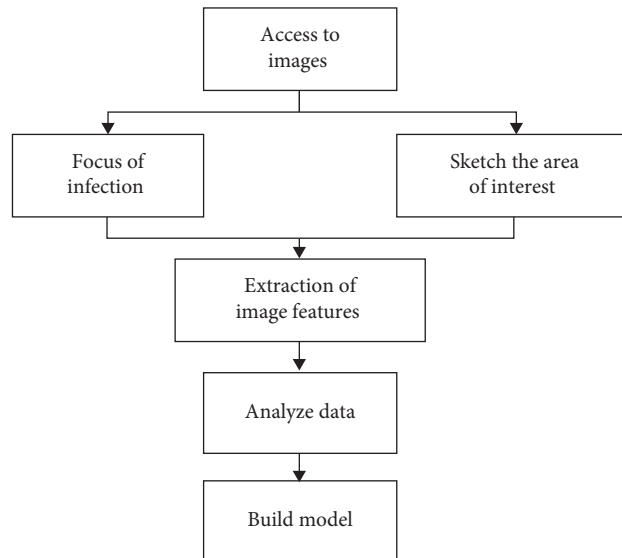 Access to
images
Focus of
infection
Sketch the area
of interest
Extraction of
image features
Analyze data
Build model